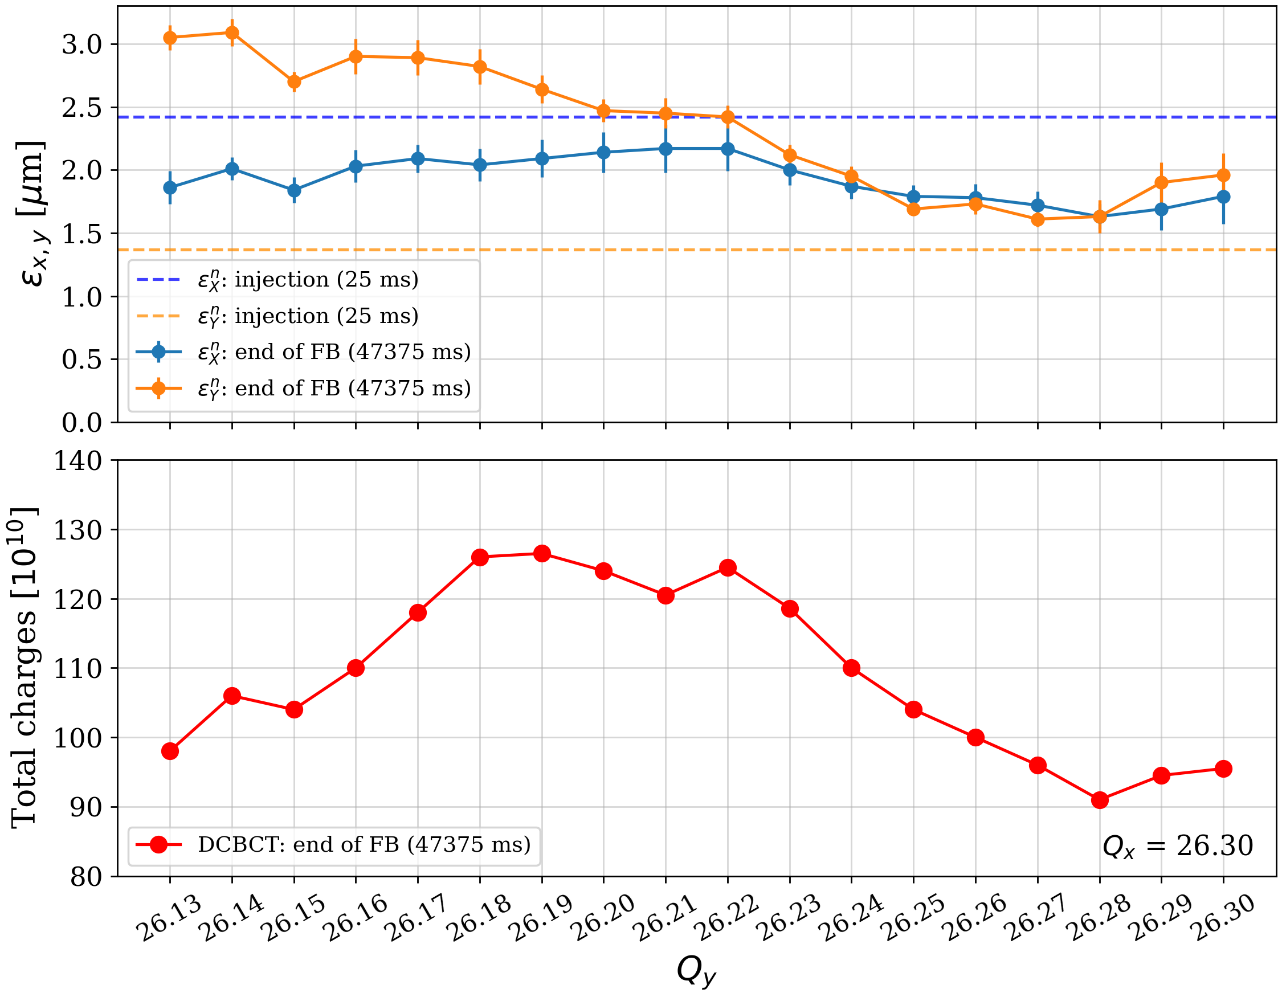 3.0
2.5
2.0
1.5
1.0
0.5
0.0
εx, y [μm]
ε^n_X: injection (25 ms)
ε^n_Y: injection (25 ms)
ε^n_X: end of FB (47375 ms)
ε^n_Y: end of FB (47375 ms)
140
130
120
110
100
90
80
Total charges [10^10]
DCBCT: end of FB (47375 ms)
Qx = 26.30
26.13 26.14 26.15 26.16 26.17 26.18 26.19 26.20 26.21 26.22 26.23 26.24 26.25 26.26 26.27 26.28 26.29 26.30
Qy